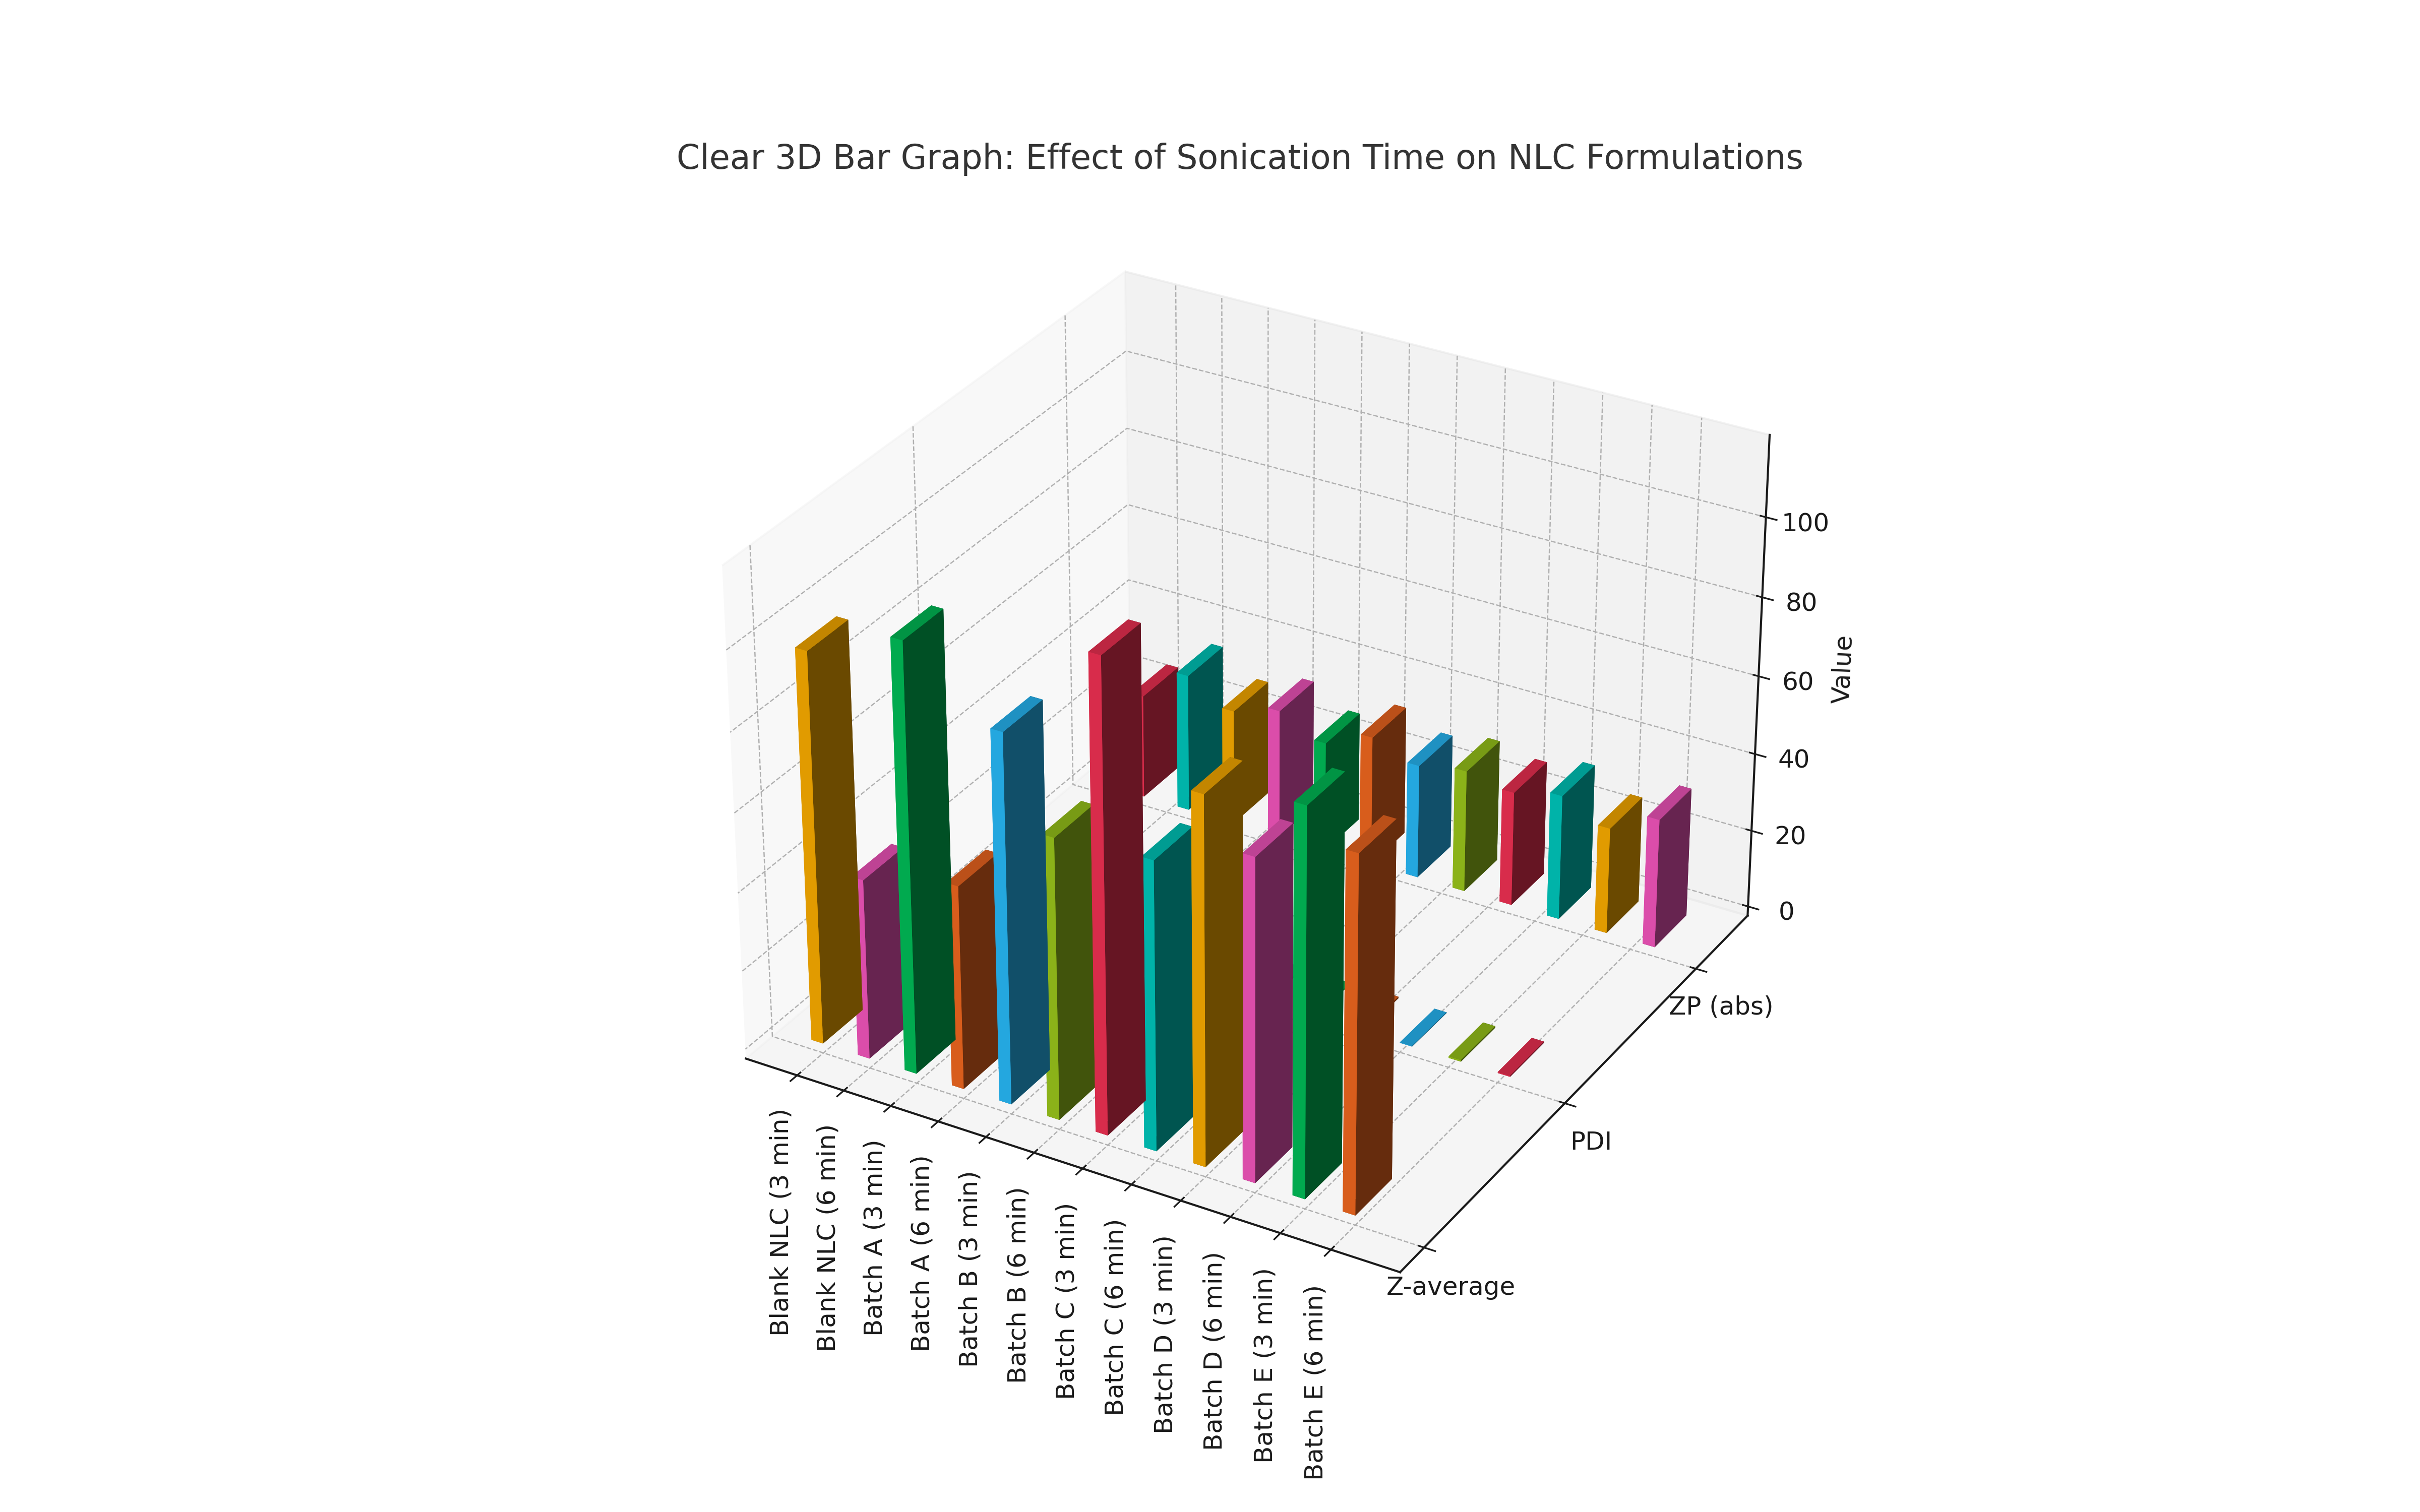 Clear 3D Bar Graph: Effect of Sonication Time on NLC Formulations
100
80
60
40
20
0
Value
ZP (abs)
PDI
Z-average
Blank NLC (3 min)
Blank NLC (6 min)
Batch A (3 min)
Batch A (6 min)
Batch B (3 min)
Batch B (6 min)
Batch C (3 min)
Batch C (6 min)
Batch D (3 min)
Batch D (6 min)
Batch E (3 min)
Batch E (6 min)